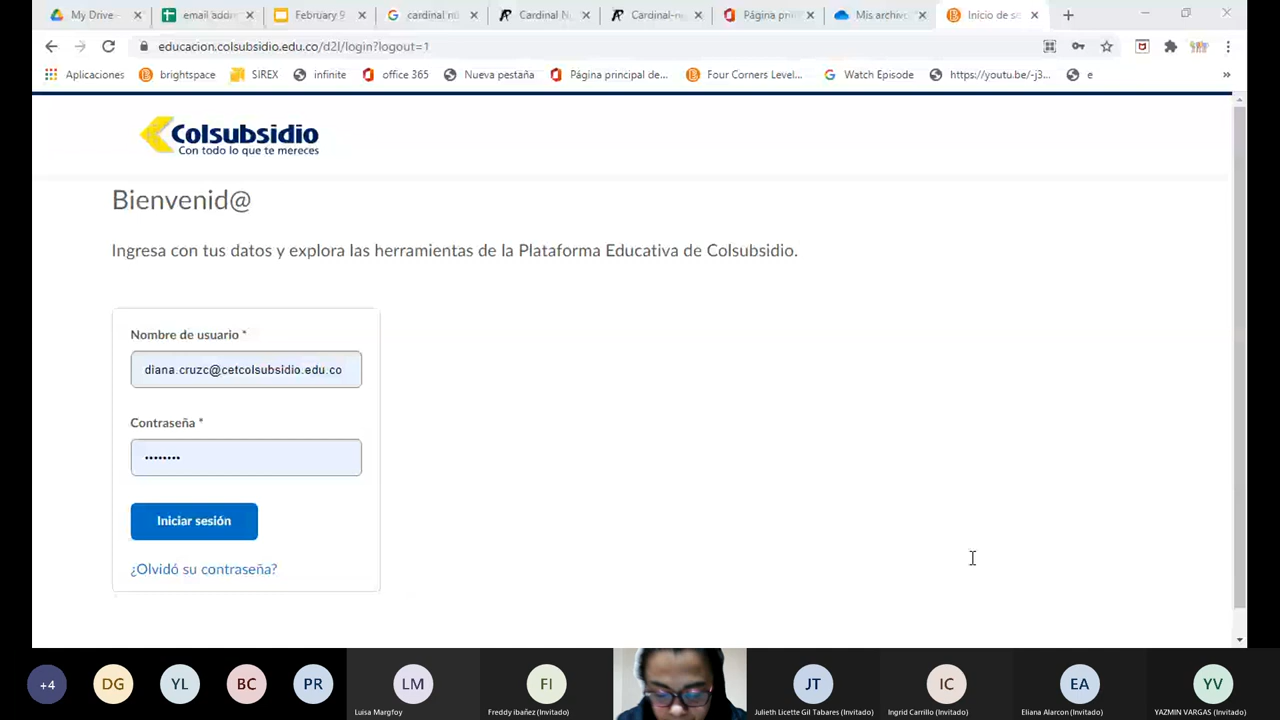 My Drive -
email addre
February 9
cardinal nú
Cardinal Nu
Cardinal-nu
Página prin
Mis archivo
Inicio de se
educacion.colsubsidio.edu.co/d2l/login?logout=1
Aplicaciones
brightspace
SIREX
infinite
office 365
Nueva pestaña
Página principal de...
Four Corners Level...
Watch Episode
https://youtu.be/-j3...
e
»
Colsubsidio
Con todo lo que te mereces
Bienvenid@
Ingresa con tus datos y explora las herramientas de la Plataforma Educativa de Colsubsidio.
Nombre de usuario *
diana.cruzc@cetcolsubsidio.edu.co
Contraseña *
••••••••
Iniciar sesión
¿Olvidó su contraseña?
+4
DG
YL
BC
PR
LM
FI
JT
IC
EA
YV
Luisa Margfoy
Freddy ibañez (Invitado)
Julieth Licette Gil Tabares (Invitado)
Ingrid Carrillo (Invitado)
Eliana Alarcon (Invitado)
YAZMIN VARGAS (Invitado)